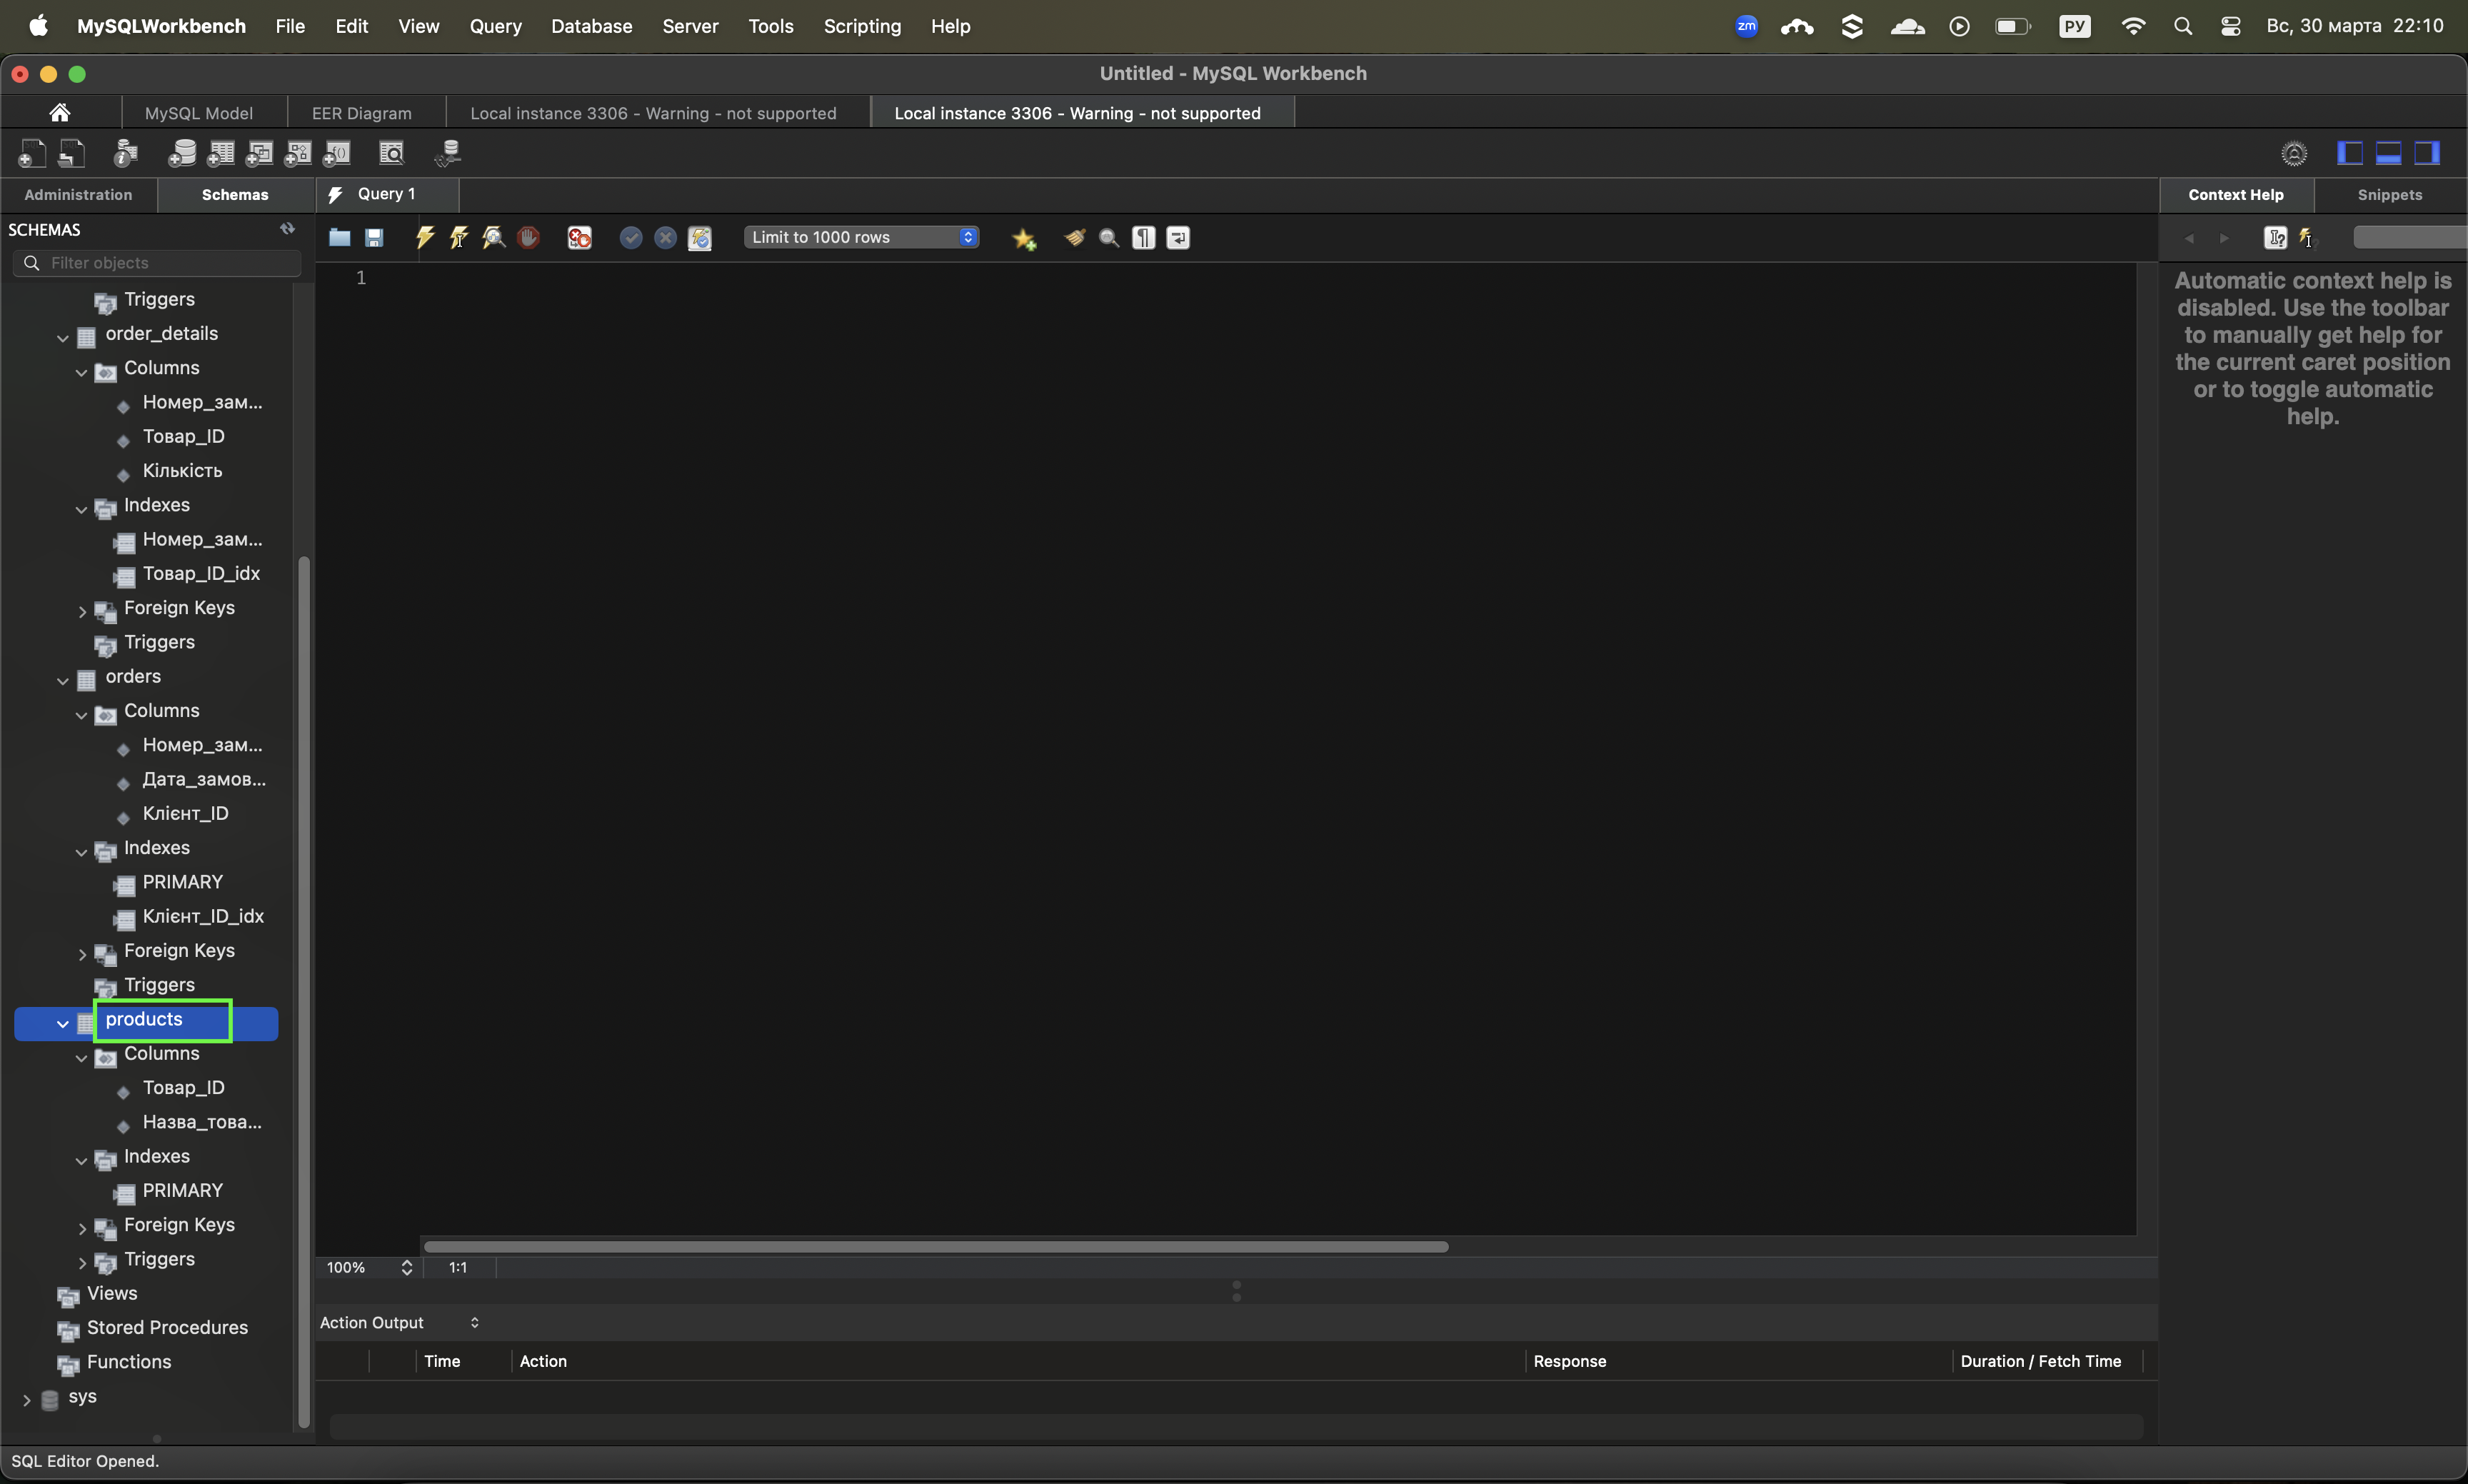 MySQLWorkbench File Edit View Query Database Server Tools Scripting Help zm РУ Вс, 30 марта 22:10
Untitled - MySQL Workbench
MySQL Model EER Diagram Local instance 3306 - Warning - not supported Local instance 3306 - Warning - not supported
Administration Schemas Query 1 Context Help Snippets
SCHEMAS
Limit to 1000 rows
Filter objects
1
Automatic context help is
disabled. Use the toolbar
to manually get help for
the current caret position
or to toggle automatic
help.
Triggers
order_details
Columns
Номер_зам...
Товар_ID
Кількість
Indexes
Номер_зам...
Товар_ID_idx
Foreign Keys
Triggers
orders
Columns
Номер_зам...
Дата_замов...
Клієнт_ID
Indexes
PRIMARY
Клієнт_ID_idx
Foreign Keys
Triggers
products
Columns
Товар_ID
Назва_това...
Indexes
PRIMARY
Foreign Keys
Triggers
Views
Stored Procedures
Functions
sys
100% 1:1
Action Output
Time Action Response Duration / Fetch Time
SQL Editor Opened.